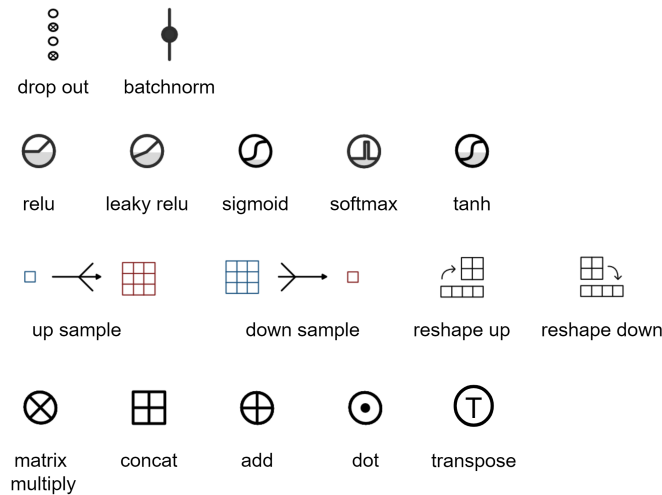 drop out
batchnorm
relu
leaky relu
sigmoid
softmax
tanh
up sample
down sample
reshape up
reshape down
T
matrix
multiply
concat
add
dot
transpose